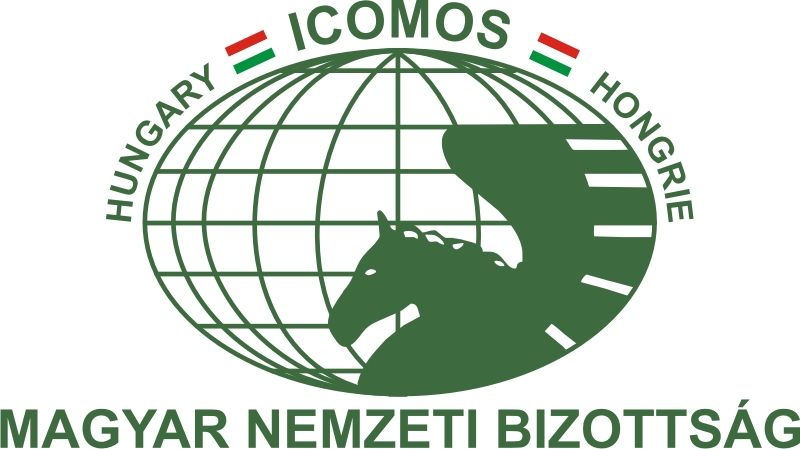 ICOMOS
HUNGARY
HONGRIE
MAGYAR NEMZETI BIZOTTSÁG